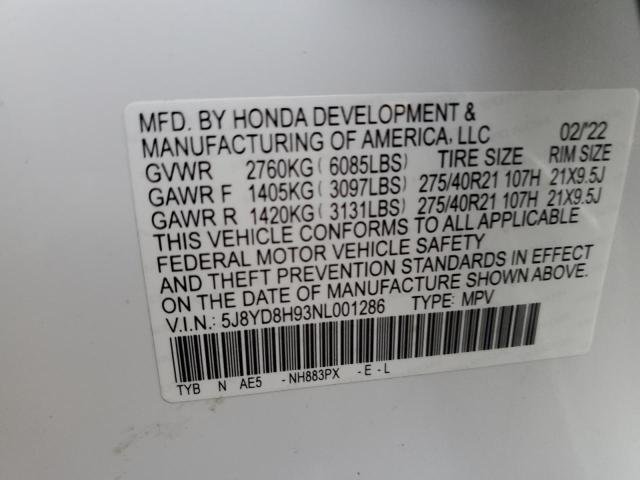 MFD. BY HONDA DEVELOPMENT &
MANUFACTURING OF AMERICA, LLC 02/'22
GVWR 2760KG ( 6085LBS) TIRE SIZE RIM SIZE
GAWR F 1405KG ( 3097LBS) 275/40R21 107H 21X9.5J
GAWR R 1420KG ( 3131LBS) 275/40R21 107H 21X9.5J
THIS VEHICLE CONFORMS TO ALL APPLICABLE
FEDERAL MOTOR VEHICLE SAFETY
AND THEFT PREVENTION STANDARDS IN EFFECT
ON THE DATE OF MANUFACTURE SHOWN ABOVE.
V.I.N.: 5J8YD8H93NL001286 TYPE: MPV
TYB N AE5 -NH883PX -E-L